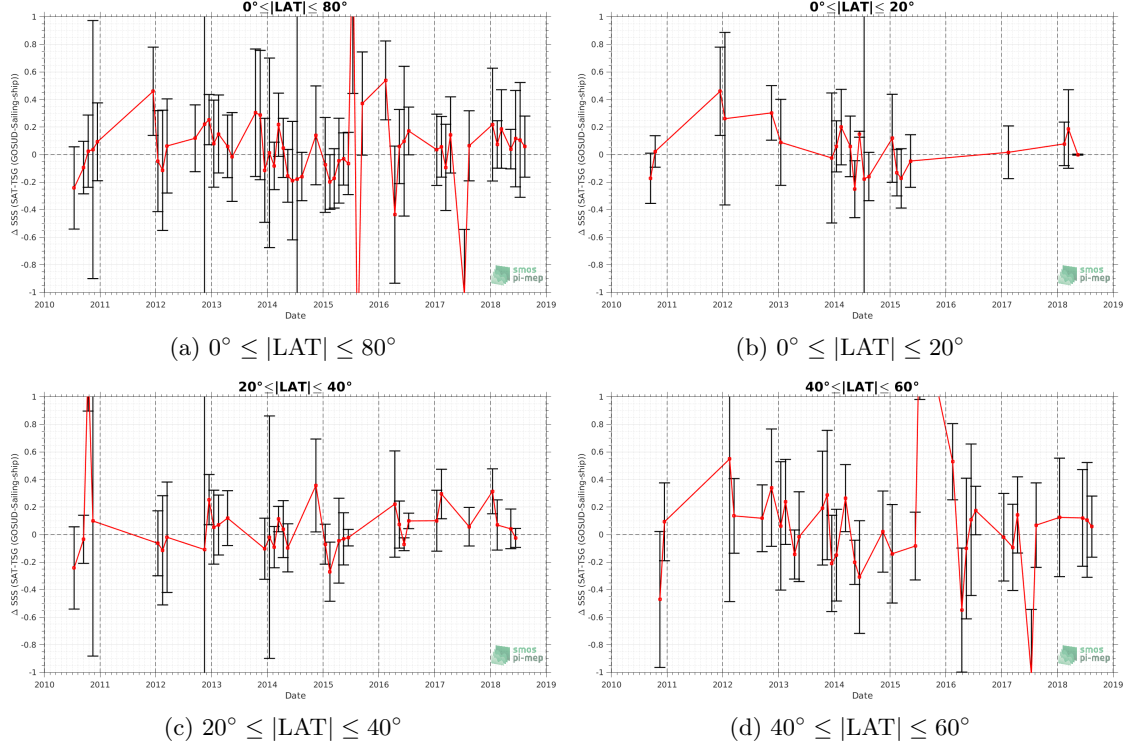 0°≤|LAT|≤ 80°
Δ SSS (SAT-TSG (GOSUD-Sailing-ship))
1
0.8
0.6
0.4
0.2
0
-0.2
-0.4
-0.6
-0.8
-1
2010 2011 2012 2013 2014 2015 2016 2017 2018 2019
Date
smos
pi-mep
(a) 0° ≤ |LAT| ≤ 80°
0°≤|LAT|≤ 20°
Δ SSS (SAT-TSG (GOSUD-Sailing-ship))
1
0.8
0.6
0.4
0.2
0
-0.2
-0.4
-0.6
-0.8
-1
2010 2011 2012 2013 2014 2015 2016 2017 2018 2019
Date
smos
pi-mep
(b) 0° ≤ |LAT| ≤ 20°
20°≤|LAT|≤ 40°
Δ SSS (SAT-TSG (GOSUD-Sailing-ship))
1
0.8
0.6
0.4
0.2
0
-0.2
-0.4
-0.6
-0.8
-1
2010 2011 2012 2013 2014 2015 2016 2017 2018 2019
Date
smos
pi-mep
(c) 20° ≤ |LAT| ≤ 40°
40°≤|LAT|≤ 60°
Δ SSS (SAT-TSG (GOSUD-Sailing-ship))
1
0.8
0.6
0.4
0.2
0
-0.2
-0.4
-0.6
-0.8
-1
2010 2011 2012 2013 2014 2015 2016 2017 2018 2019
Date
smos
pi-mep
(d) 40° ≤ |LAT| ≤ 60°